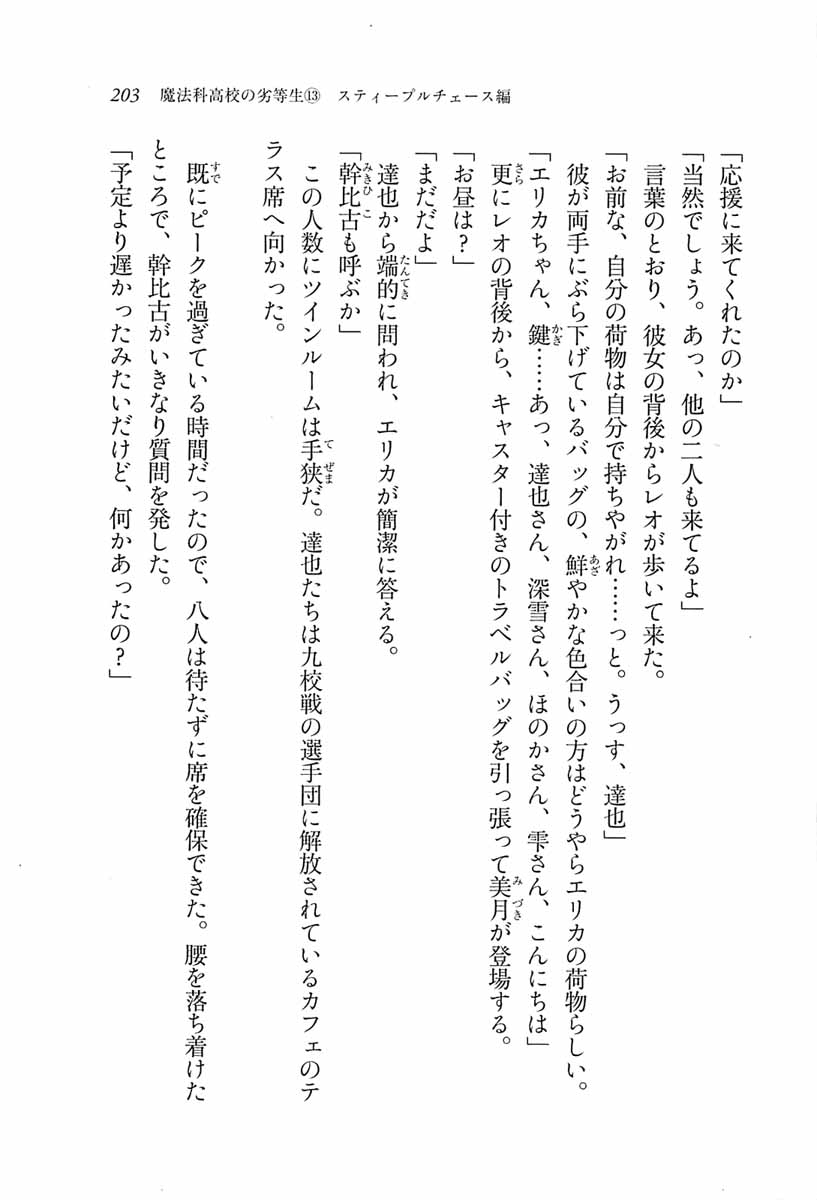 203 魔法科高校の劣等生⑬ スティープルチェース編
「応援に来てくれたのか」
「当然でしょう。あっ、他の二人も来てるよ」
言葉のとおり、彼女の背後からレオが歩いて来た。
「お前な、自分の荷物は自分で持ちやがれ……っと。うっす、達也」
彼が両手にぶら下げているバッグの、鮮やかな色合いの方はどうやらエリカの荷物らしい。
「エリカちゃん、鍵……あっ、達也さん、深雪さん、ほのかさん、雫さん、こんにちは」
更にレオの背後から、キャスター付きのトラベルバッグを引っ張って美月が登場する。
「お昼は？」
「まだだよ」
達也から端的に問われ、エリカが簡潔に答える。
「幹比古も呼ぶか」
この人数にツインルームは手狭だ。達也たちは九校戦の選手団に解放されているカフェのテ
ラス席へ向かった。
既にピークを過ぎている時間だったので、八人は待たずに席を確保できた。腰を落ち着けた
ところで、幹比古がいきなり質問を発した。
「予定より遅かったみたいだけど、何かあったの？」